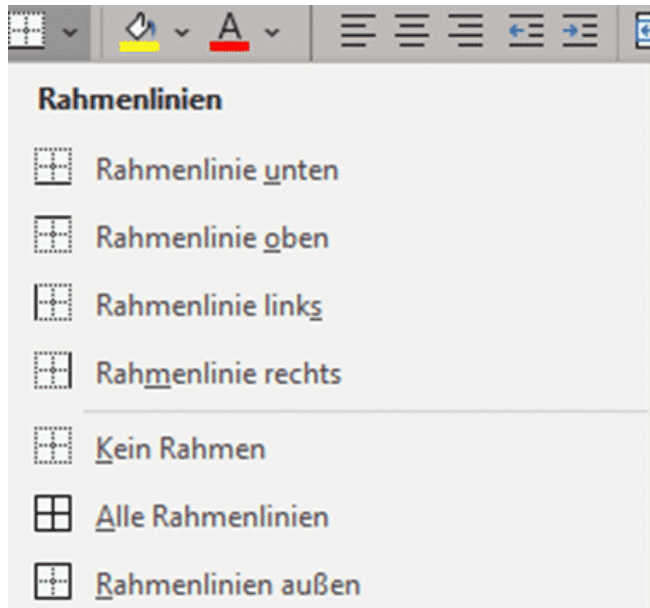 A
Rahmenlinien
Rahmenlinie unten
Rahmenlinie oben
Rahmenlinie links
Rahmenlinie rechts
Kein Rahmen
Alle Rahmenlinien
Rahmenlinien außen